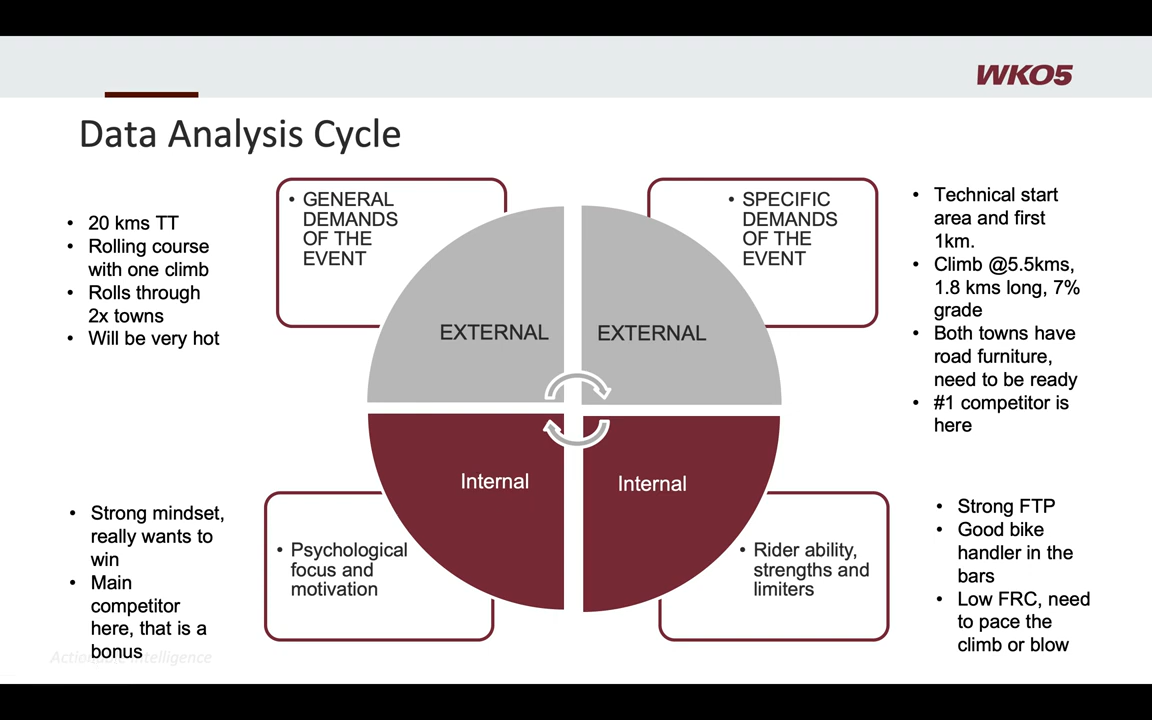 WKO5
Data Analysis Cycle
• 20 kms TT
• Rolling course
with one climb
• Rolls through
2x towns
• Will be very hot
• GENERAL
DEMANDS
OF THE
EVENT
EXTERNAL
• SPECIFIC
DEMANDS
OF THE
EVENT
EXTERNAL
• Technical start
area and first
1km.
• Climb @5.5kms,
1.8 kms long, 7%
grade
• Both towns have
road furniture,
need to be ready
• #1 competitor is
here
• Strong mindset,
really wants to
win
• Main
competitor
here, that is a
bonus
Internal
• Psychological
focus and
motivation
Internal
• Rider ability,
strengths and
limiters
• Strong FTP
• Good bike
handler in the
bars
• Low FRC, need
to pace the
climb or blow
Actionable Intelligence